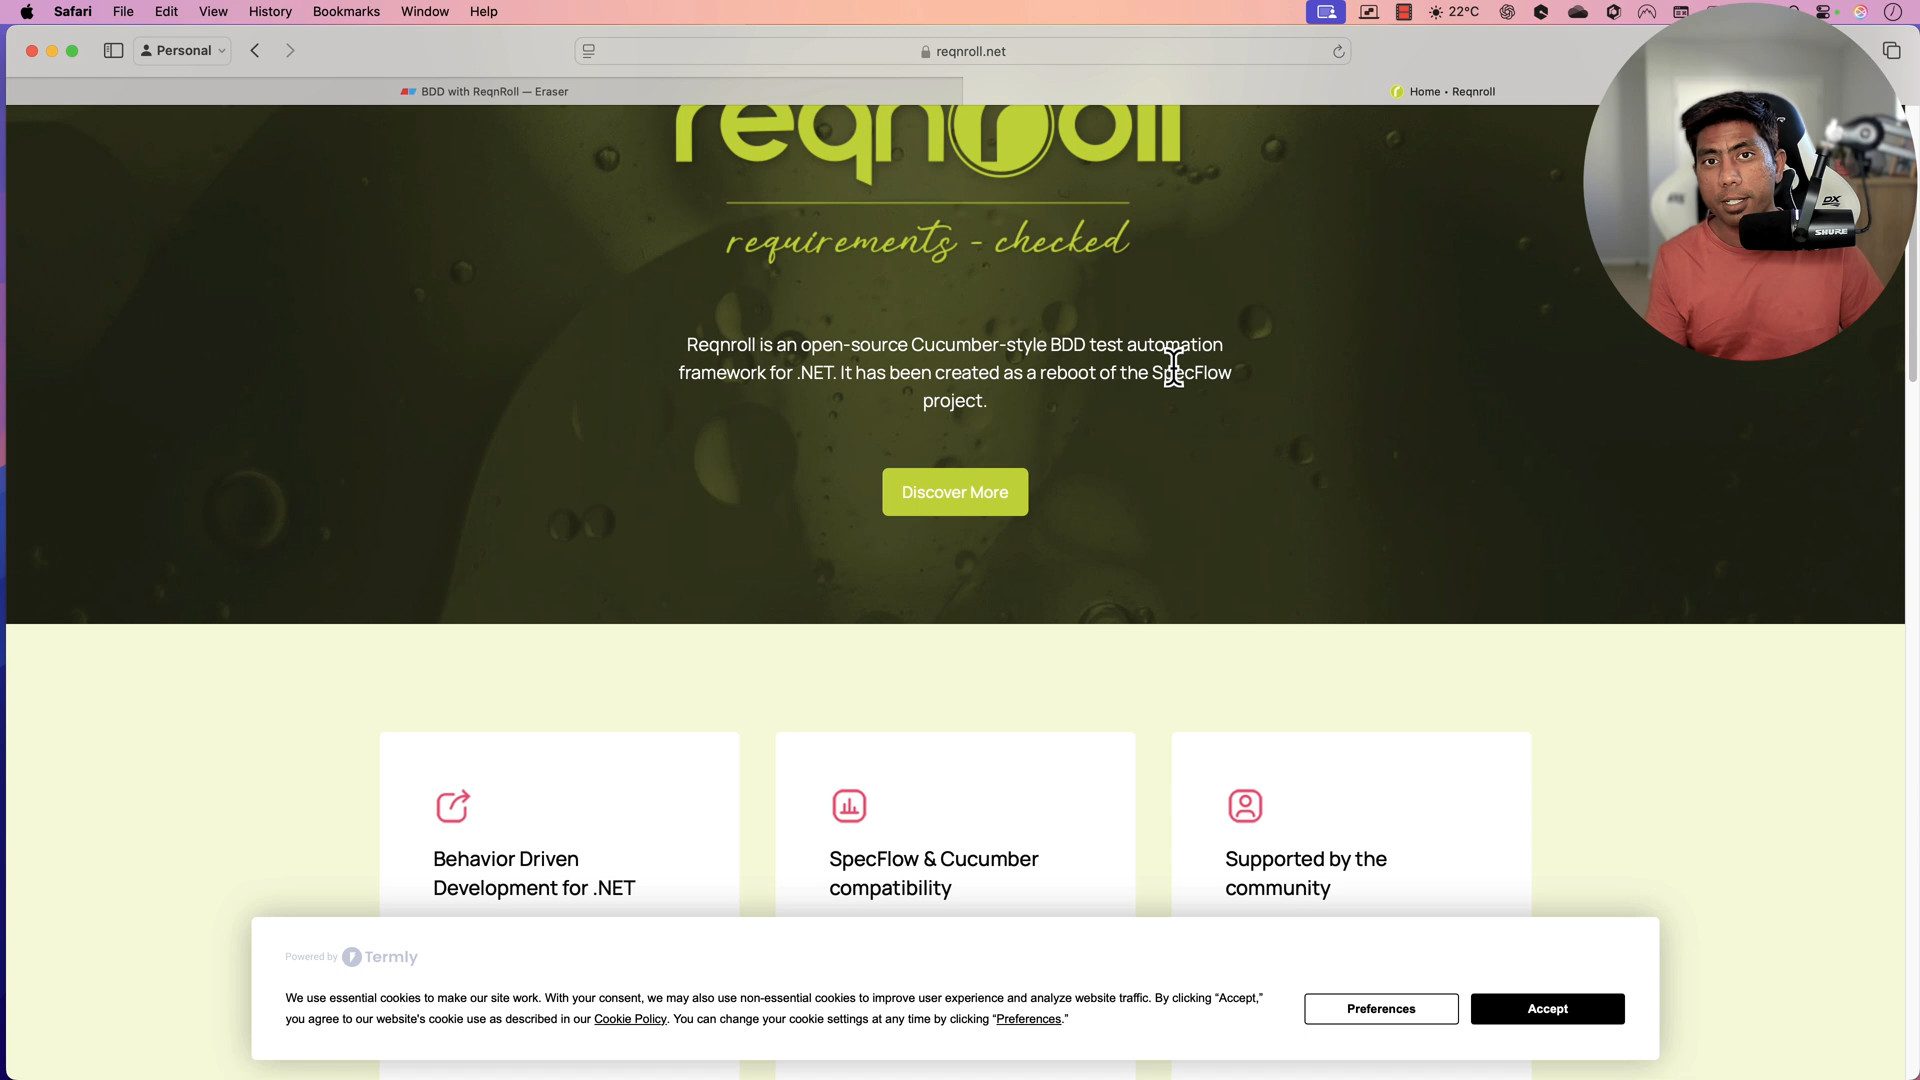 Safari File Edit View History Bookmarks Window Help 22°C
Personal reqnroll.net
BDD with ReqnRoll — Eraser Home • Reqnroll
reqnroll
requirements - checked
Reqnroll is an open-source Cucumber-style BDD test automation
framework for .NET. It has been created as a reboot of the SpecFlow
project.
Discover More
Behavior Driven
Development for .NET
SpecFlow & Cucumber
compatibility
Supported by the
community
Powered by Termly
We use essential cookies to make our site work. With your consent, we may also use non-essential cookies to improve user experience and analyze website traffic. By clicking “Accept,”
you agree to our website's cookie use as described in our Cookie Policy. You can change your cookie settings at any time by clicking “Preferences.”
Preferences
Accept
DX
SHURE